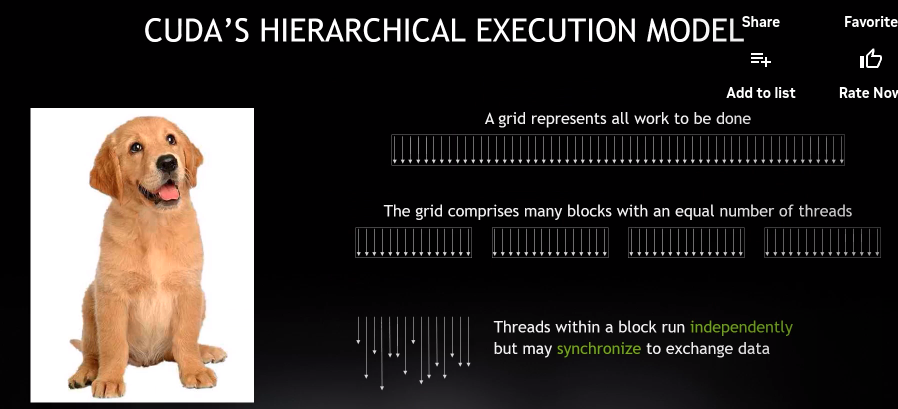 CUDA’S HIERARCHICAL EXECUTION MODEL
Share
Favorite
Add to list
Rate Now
A grid represents all work to be done
The grid comprises many blocks with an equal number of threads
Threads within a block run independently
but may synchronize to exchange data